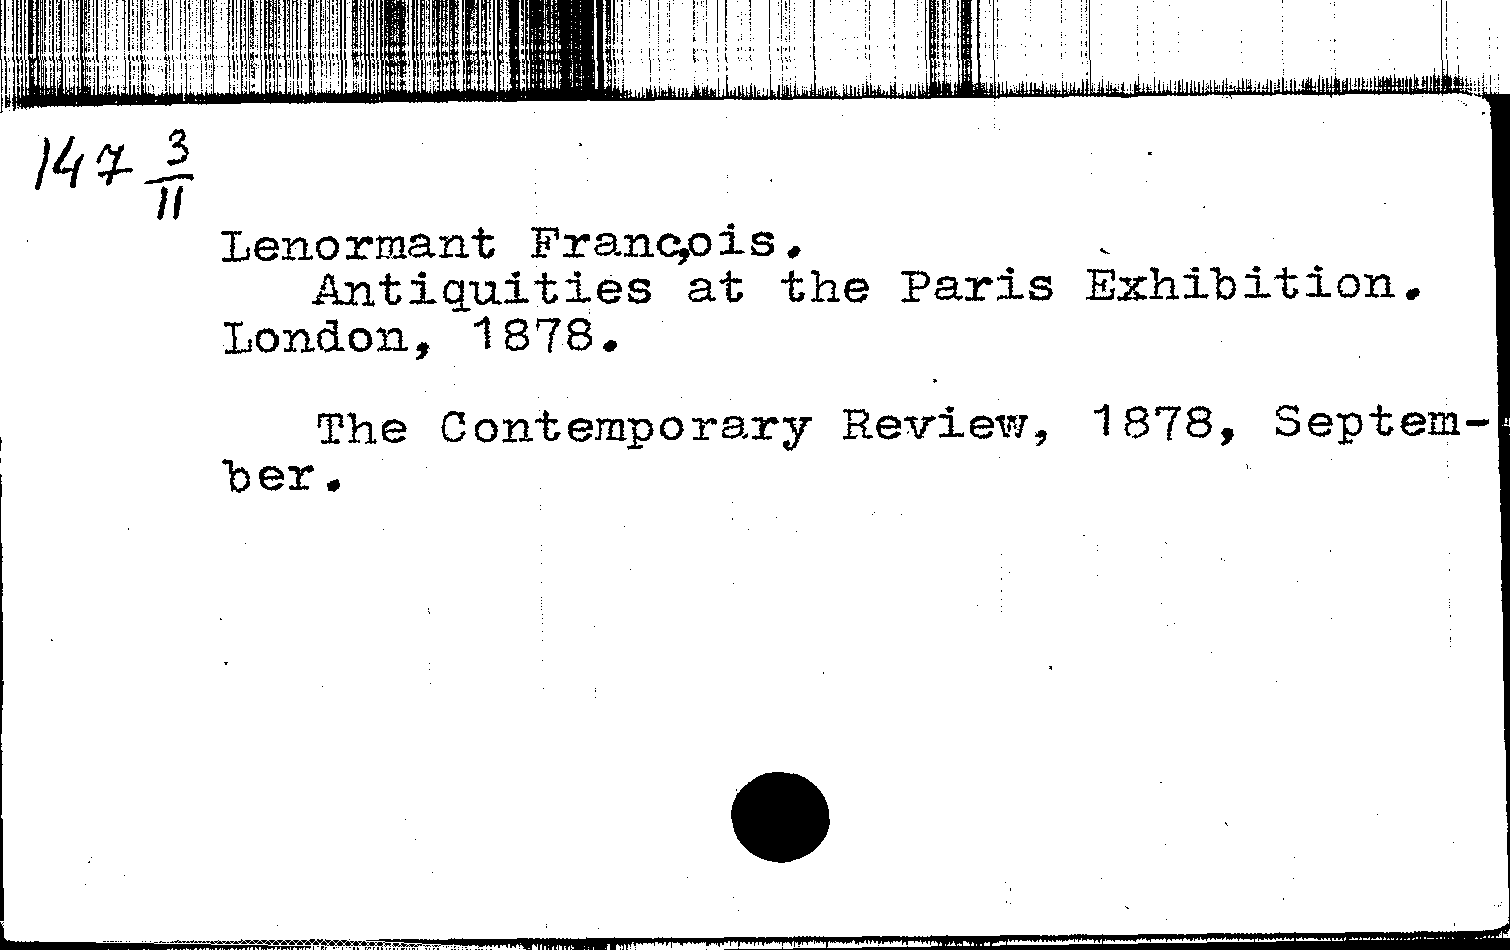 147 3/11
Lenormant François.
Antiquities at the Paris Exhibition.
London, 1878.
The Contemporary Review, 1878, Septem-
ber.